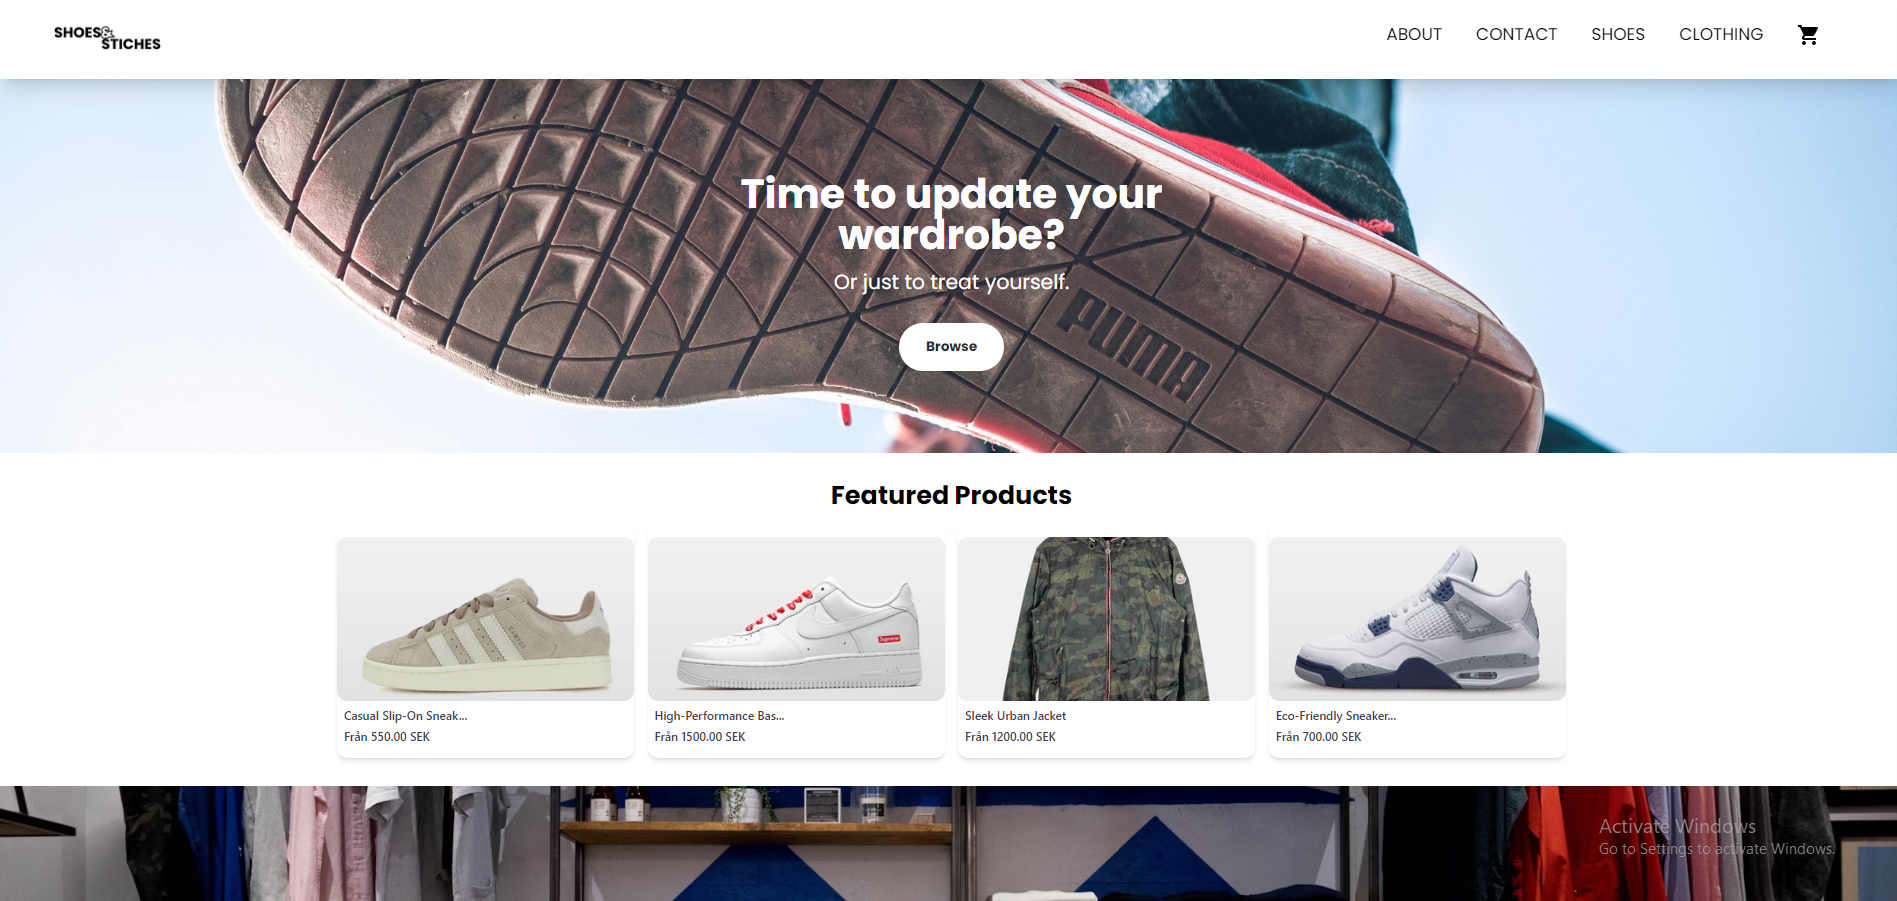 SHOES&
STICHES
ABOUT
CONTACT
SHOES
CLOTHING
Time to update your
wardrobe?
Or just to treat yourself.
PUMA
Browse
Featured Products
CAMPUS
Supreme
Casual Slip-On Sneak...
Från 550.00 SEK
High-Performance Bas...
Från 1500.00 SEK
Sleek Urban Jacket
Från 1200.00 SEK
Eco-Friendly Sneaker...
Från 700.00 SEK
Activate Windows
Go to Settings to activate Windows.